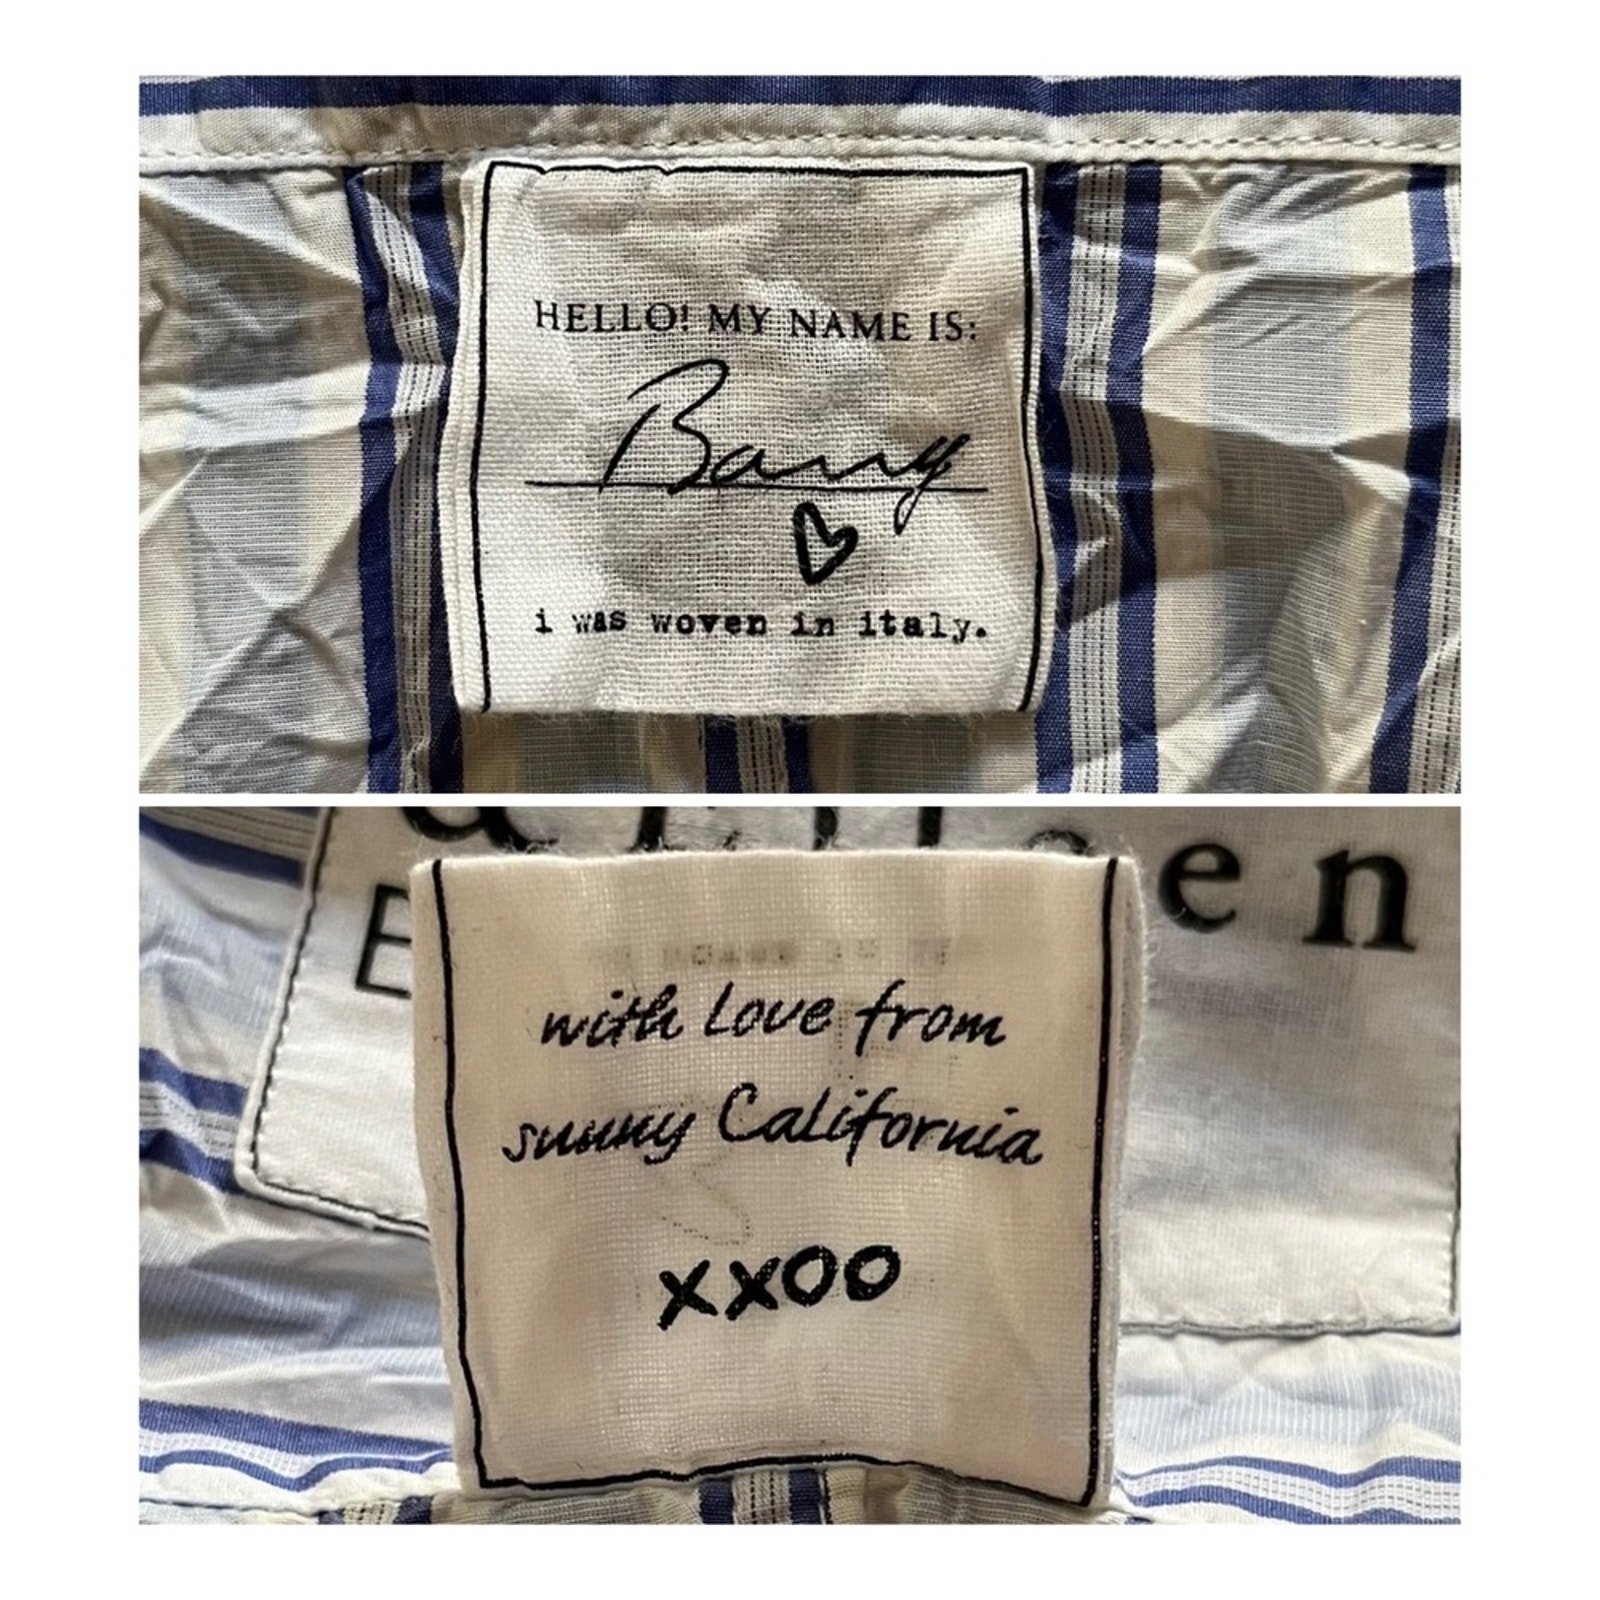 HELLO! MY NAME IS:
Barry
i was woven in italy.
en
E
with Love from
sunny California
xxoo